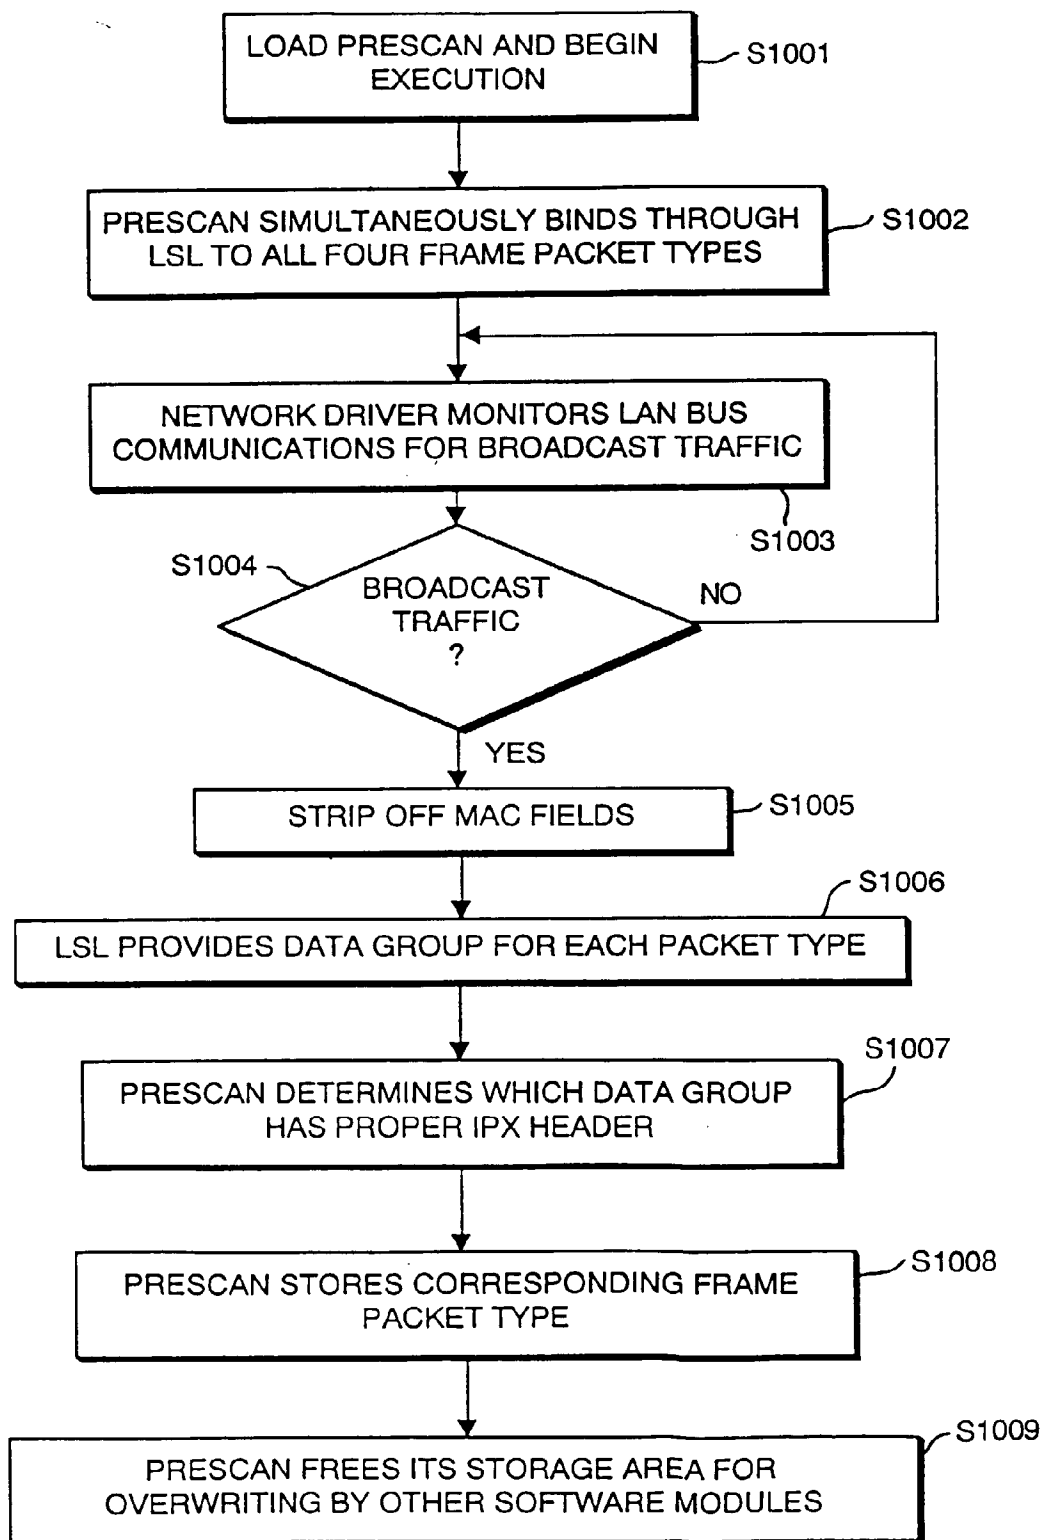 LOAD PRESCAN AND BEGIN
EXECUTION
S1001
PRESCAN SIMULTANEOUSLY BINDS THROUGH
LSL TO ALL FOUR FRAME PACKET TYPES
S1002
NETWORK DRIVER MONITORS LAN BUS
COMMUNICATIONS FOR BROADCAST TRAFFIC
S1003
S1004
BROADCAST
TRAFFIC
?
NO
YES
STRIP OFF MAC FIELDS
S1005
S1006
LSL PROVIDES DATA GROUP FOR EACH PACKET TYPE
S1007
PRESCAN DETERMINES WHICH DATA GROUP
HAS PROPER IPX HEADER
PRESCAN STORES CORRESPONDING FRAME
PACKET TYPE
S1008
S1009
PRESCAN FREES ITS STORAGE AREA FOR
OVERWRITING BY OTHER SOFTWARE MODULES